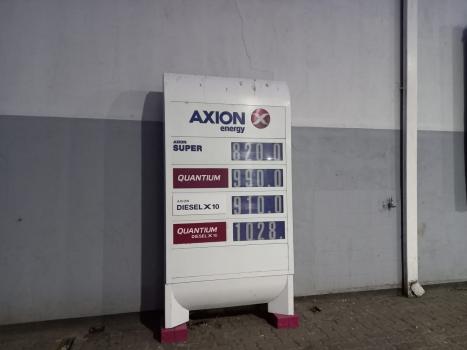 AXION
energy
AXION
SUPER 820.0
QUANTIUM 990.0
AXION
DIESEL X10 910.0
QUANTIUM 1028.
DIESEL X10